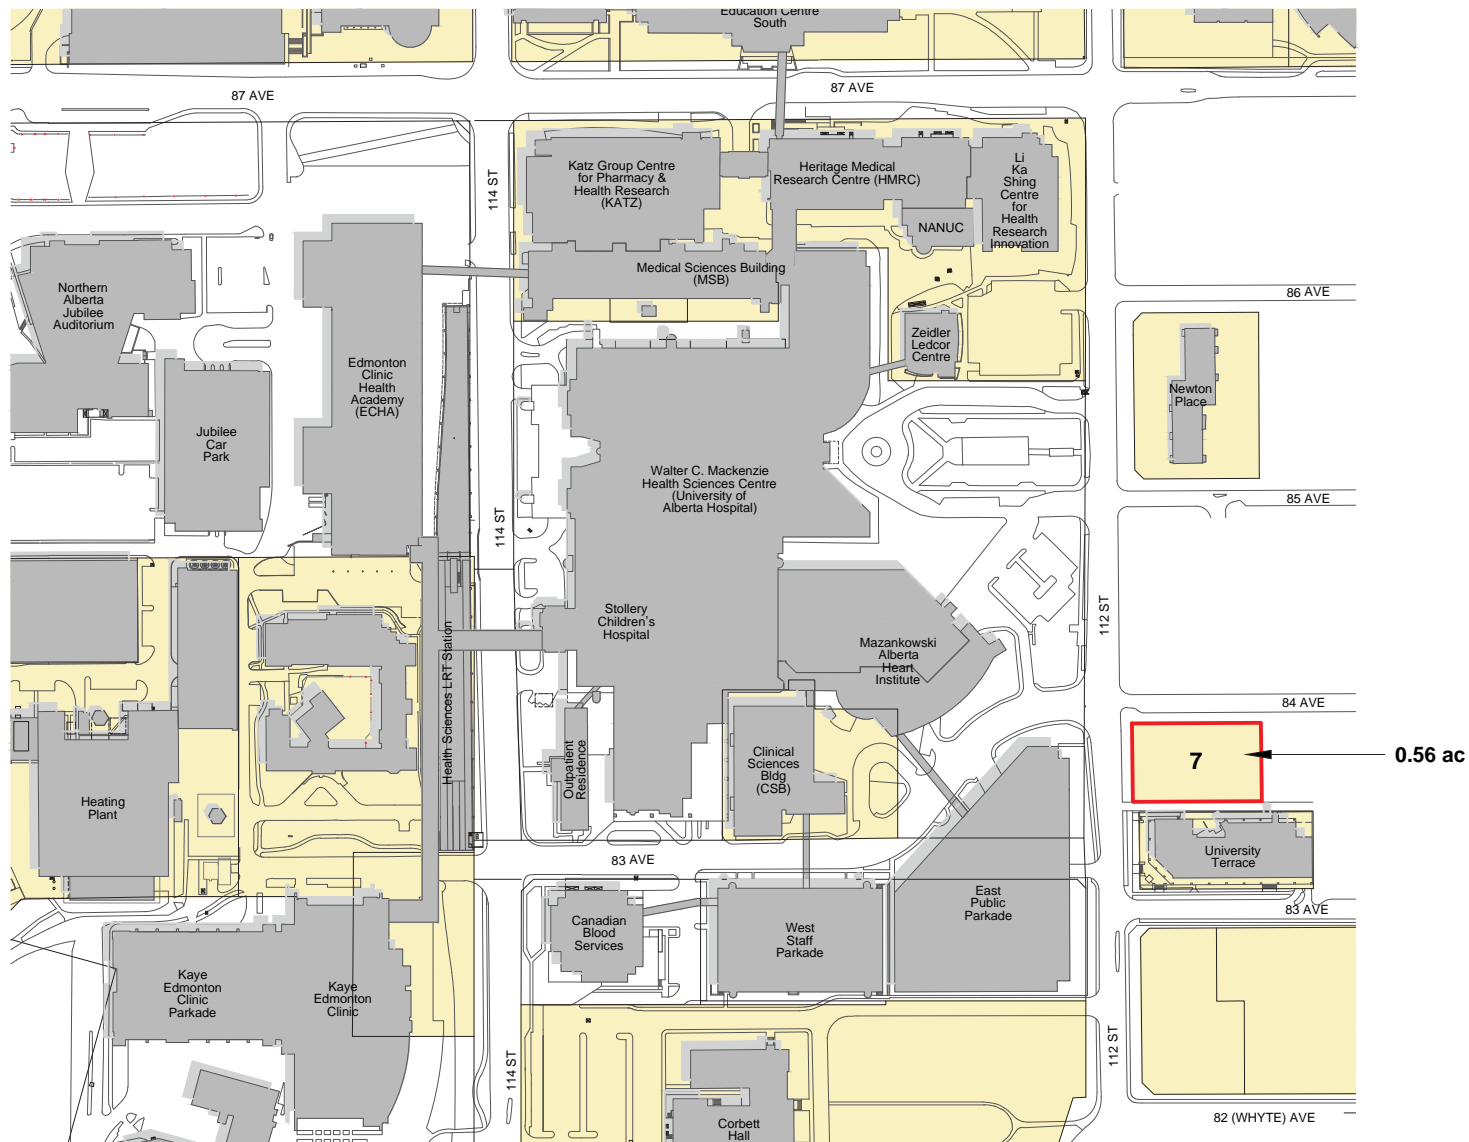 Education Centre
South
87 AVE
87 AVE
114 ST
Katz Group Centre
for Pharmacy &
Health Research
(KATZ)
Heritage Medical
Research Centre (HMRC)
Li
Ka
Shing
Centre
for
Health
Research
Innovation
NANUC
Medical Sciences Building
(MSB)
Northern
Alberta
Jubilee
Auditorium
86 AVE
Zeidler
Ledcor
Centre
Edmonton
Clinic
Health
Academy
(ECHA)
Newton
Place
Jubilee
Car
Park
Walter C. Mackenzie
Health Sciences Centre
(University of
Alberta Hospital)
85 AVE
114 ST
112 ST
Stollery
Children's
Hospital
Health Sciences LRT Station
Mazankowski
Alberta
Heart
Institute
84 AVE
7
0.56 ac
Outpatient
Residence
Clinical
Sciences
Bldg
(CSB)
Heating
Plant
83 AVE
University
Terrace
East
Public
Parkade
83 AVE
Canadian
Blood
Services
West
Staff
Parkade
Kaye
Edmonton
Clinic
Parkade
Kaye
Edmonton
Clinic
114 ST
112 ST
82 (WHYTE) AVE
Corbett
Hall